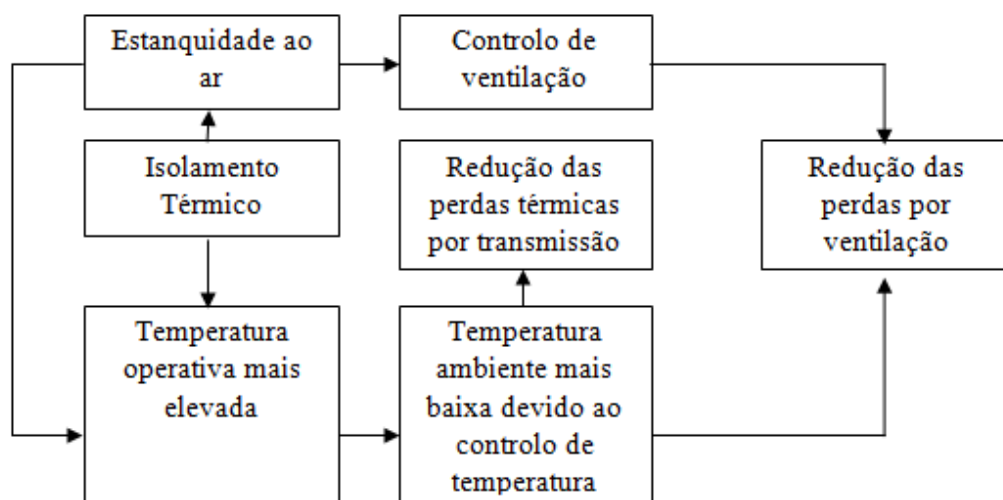 Estanquidade ao
ar
Controlo de
ventilação
Isolamento
Térmico
Redução das
perdas térmicas
por transmissão
Redução das
perdas por
ventilação
Temperatura
operativa mais
elevada
Temperatura
ambiente mais
baixa devido ao
controlo de
temperatura